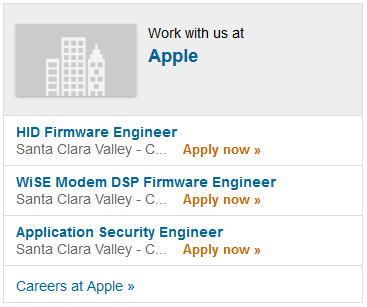 Work with us at
Apple
HID Firmware Engineer
Santa Clara Valley - C... Apply now »
WiSE Modem DSP Firmware Engineer
Santa Clara Valley - C... Apply now »
Application Security Engineer
Santa Clara Valley - C... Apply now »
Careers at Apple »